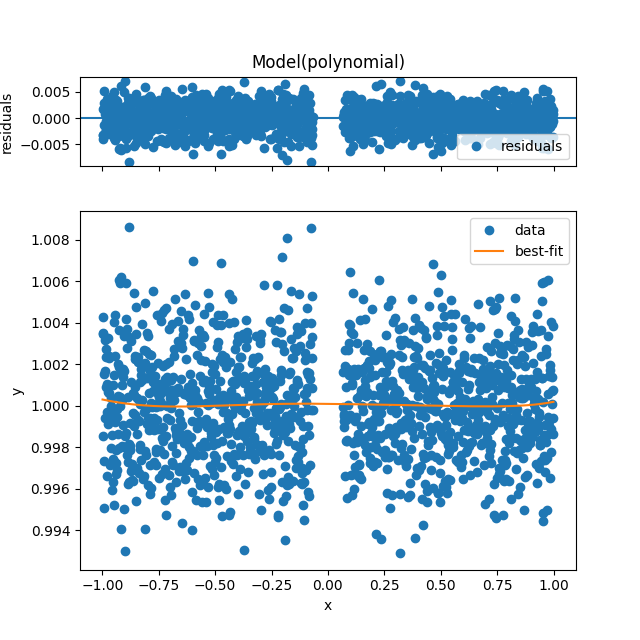 Model(polynomial)
residuals
0.005
0.000
−0.005
residuals
y
1.008
1.006
1.004
1.002
1.000
0.998
0.996
0.994
data
best-fit
−1.00 −0.75 −0.50 −0.25 0.00 0.25 0.50 0.75 1.00
x